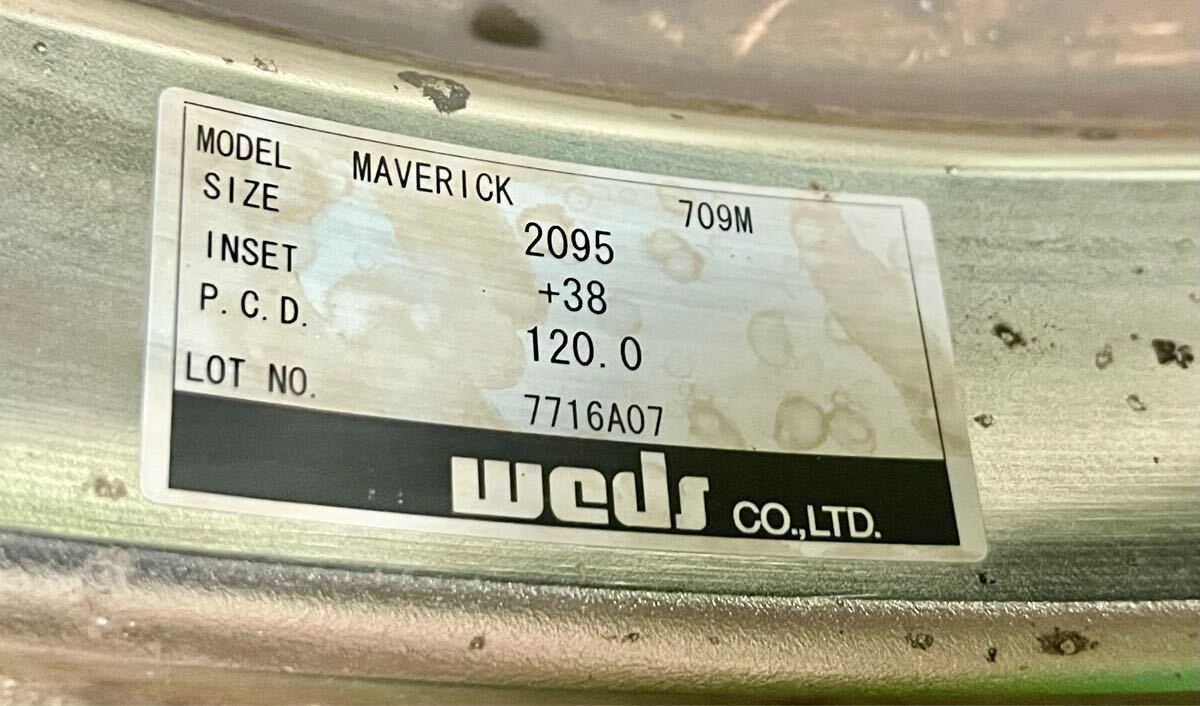 MODEL MAVERICK 709M
SIZE 2095
INSET +38
P.C.D. 120.0
LOT NO. 7716A07
weds CO.,LTD.